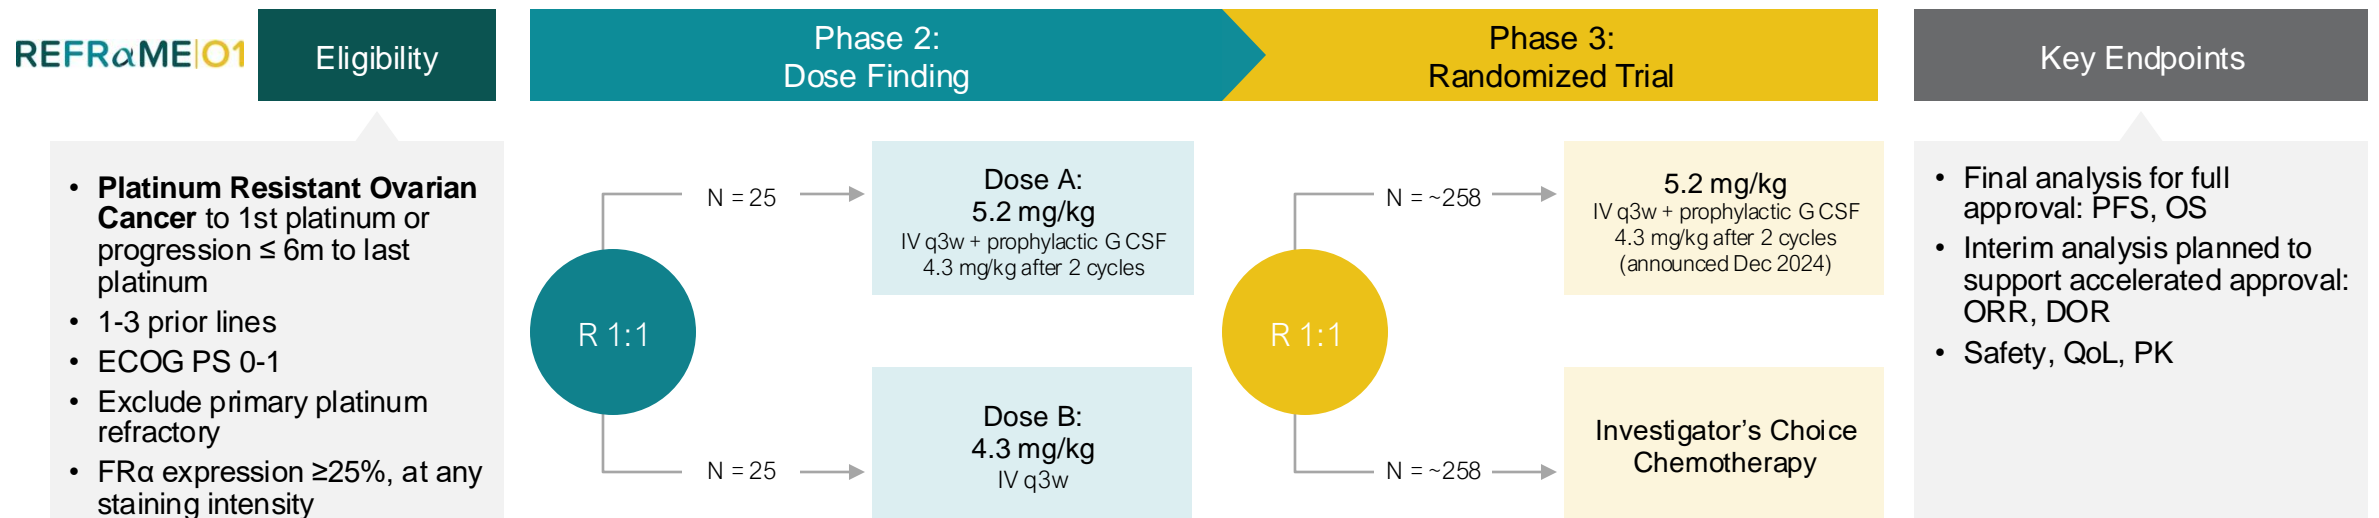 REFRαME|O1
Eligibility
Phase 2:
Dose Finding
Phase 3:
Randomized Trial
Key Endpoints
• Platinum Resistant Ovarian
Cancer to 1st platinum or
progression ≤ 6m to last
platinum
• 1-3 prior lines
• ECOG PS 0-1
• Exclude primary platinum
refractory
• FRα expression ≥25%, at any
staining intensity
R 1:1
N = 25
Dose A:
5.2 mg/kg
IV q3w + prophylactic G CSF
4.3 mg/kg after 2 cycles
N = 25
Dose B:
4.3 mg/kg
IV q3w
R 1:1
N = ~258
5.2 mg/kg
IV q3w + prophylactic G CSF
4.3 mg/kg after 2 cycles
(announced Dec 2024)
N = ~258
Investigator’s Choice
Chemotherapy
• Final analysis for full
approval: PFS, OS
• Interim analysis planned to
support accelerated approval:
ORR, DOR
• Safety, QoL, PK